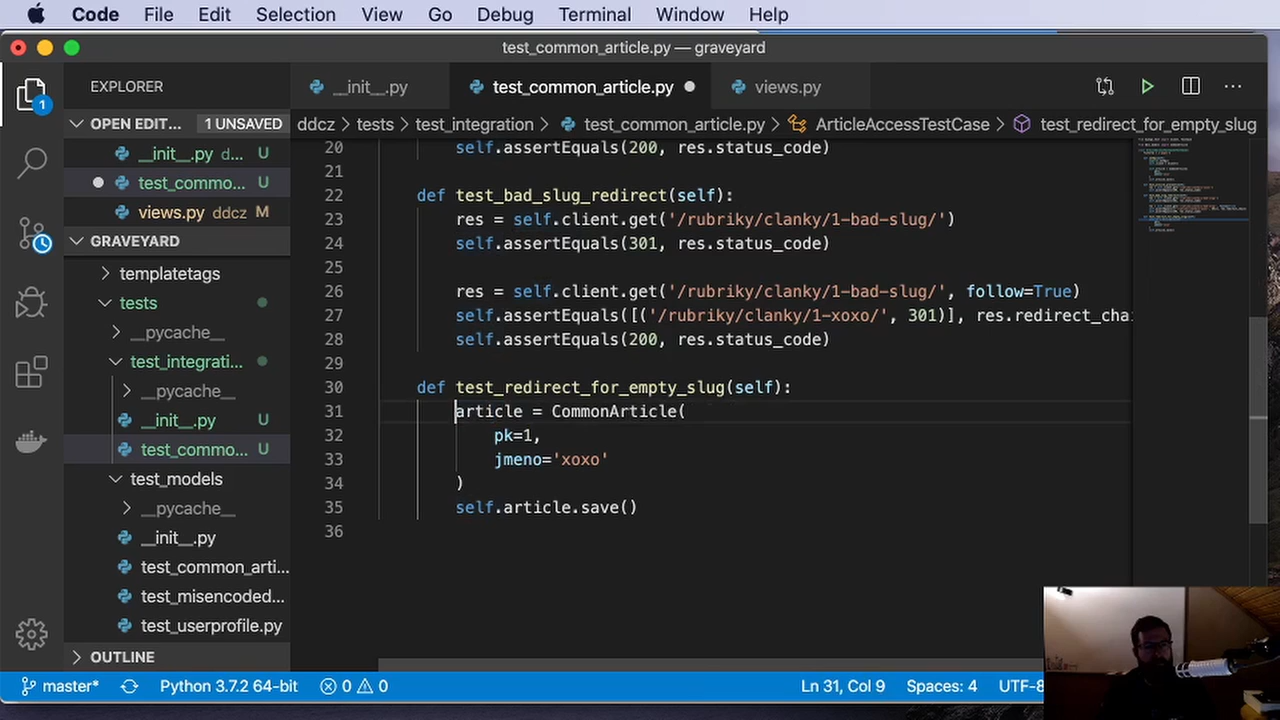 Code File Edit Selection View Go Debug Terminal Window Help
test_common_article.py — graveyard
EXPLORER
__init__.py test_common_article.py views.py
OPEN EDIT... 1 UNSAVED
ddcz > tests > test_integration > test_common_article.py > ArticleAccessTestCase > test_redirect_for_empty_slug
__init__.py d... U
test_commo... U
views.py ddcz M
GRAVEYARD
templatetags
tests
__pycache__
test_integrati...
__pycache__
__init__.py U
test_commo... U
test_models
__pycache__
__init__.py
test_common_arti...
test_misencoded...
test_userprofile.py
OUTLINE
20 self.assertEquals(200, res.status_code)
21
22 def test_bad_slug_redirect(self):
23 res = self.client.get('/rubriky/clanky/1-bad-slug/')
24 self.assertEquals(301, res.status_code)
25
26 res = self.client.get('/rubriky/clanky/1-bad-slug/', follow=True)
27 self.assertEquals([('/rubriky/clanky/1-xoxo/', 301)], res.redirect_chai
28 self.assertEquals(200, res.status_code)
29
30 def test_redirect_for_empty_slug(self):
31 article = CommonArticle(
32 pk=1,
33 jmeno='xoxo'
34 )
35 self.article.save()
36
1
master* Python 3.7.2 64-bit 0 0 Ln 31, Col 9 Spaces: 4 UTF-8